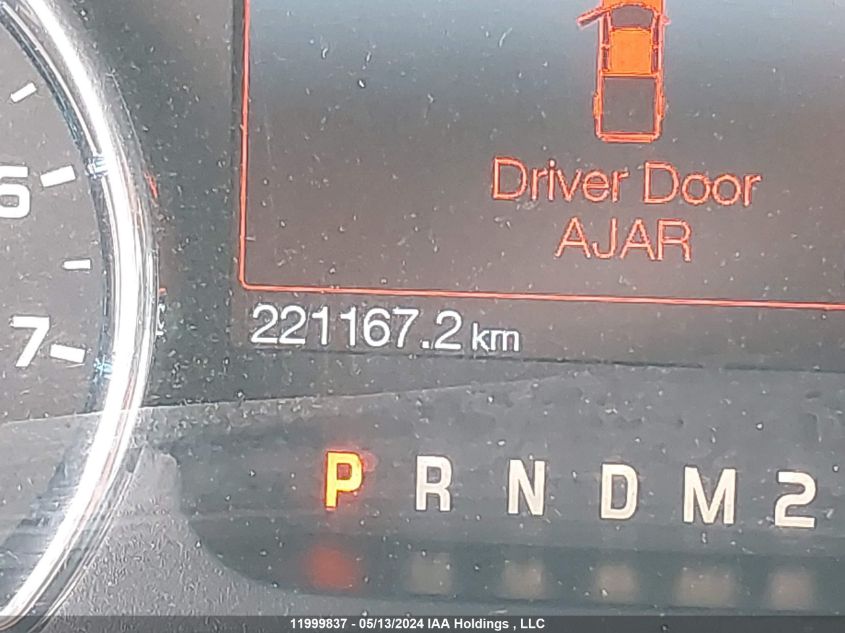 6
7
Driver Door
AJAR
221167.2 km
P R N D M 2
11999837 - 05/13/2024 IAA Holdings , LLC